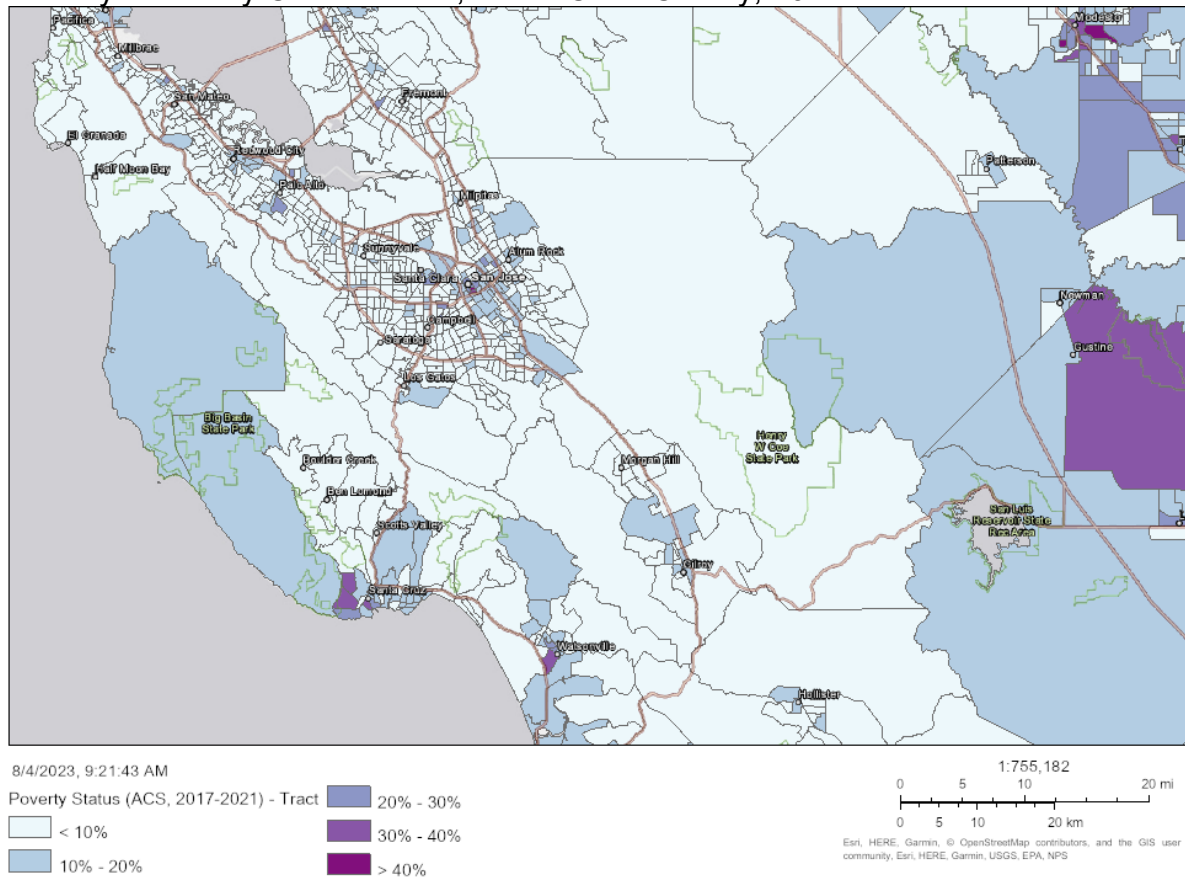 Pacifica
Millbrae
San Mateo
Fremont
Modesto
El Granada
Redwood City
Half Moon Bay
Palo Alto
Patterson
Milpitas
Sunnyvale
Alum Rock
Santa Clara
San Jose
Newman
Campbell
Saratoga
Gustine
Los Gatos
Big Basin
State Park
Henry
W Coe
State Park
Morgan Hill
Boulder Creek
Ben Lomond
San Luis
Reservoir State
Rec Area
Scotts Valley
Gilroy
Santa Cruz
Watsonville
Hollister
8/4/2023, 9:21:43 AM
Poverty Status (ACS, 2017-2021) - Tract
< 10%
10% - 20%
20% - 30%
30% - 40%
> 40%
1:755,182
0 5 10 20 mi
0 5 10 20 km
Esri, HERE, Garmin, © OpenStreetMap contributors, and the GIS user
community, Esri, HERE, Garmin, USGS, EPA, NPS